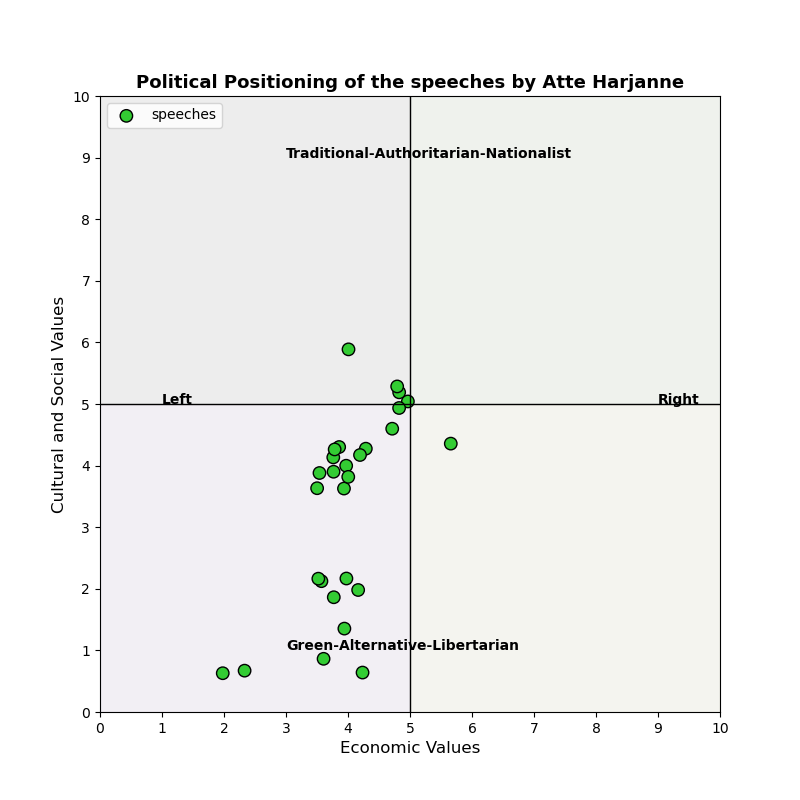 Political Positioning of the speeches by Atte Harjanne
speeches
Traditional-Authoritarian-Nationalist
Left
Right
Green-Alternative-Libertarian
10
9
8
7
6
5
4
3
2
1
0
Cultural and Social Values
0 1 2 3 4 5 6 7 8 9 10
Economic Values